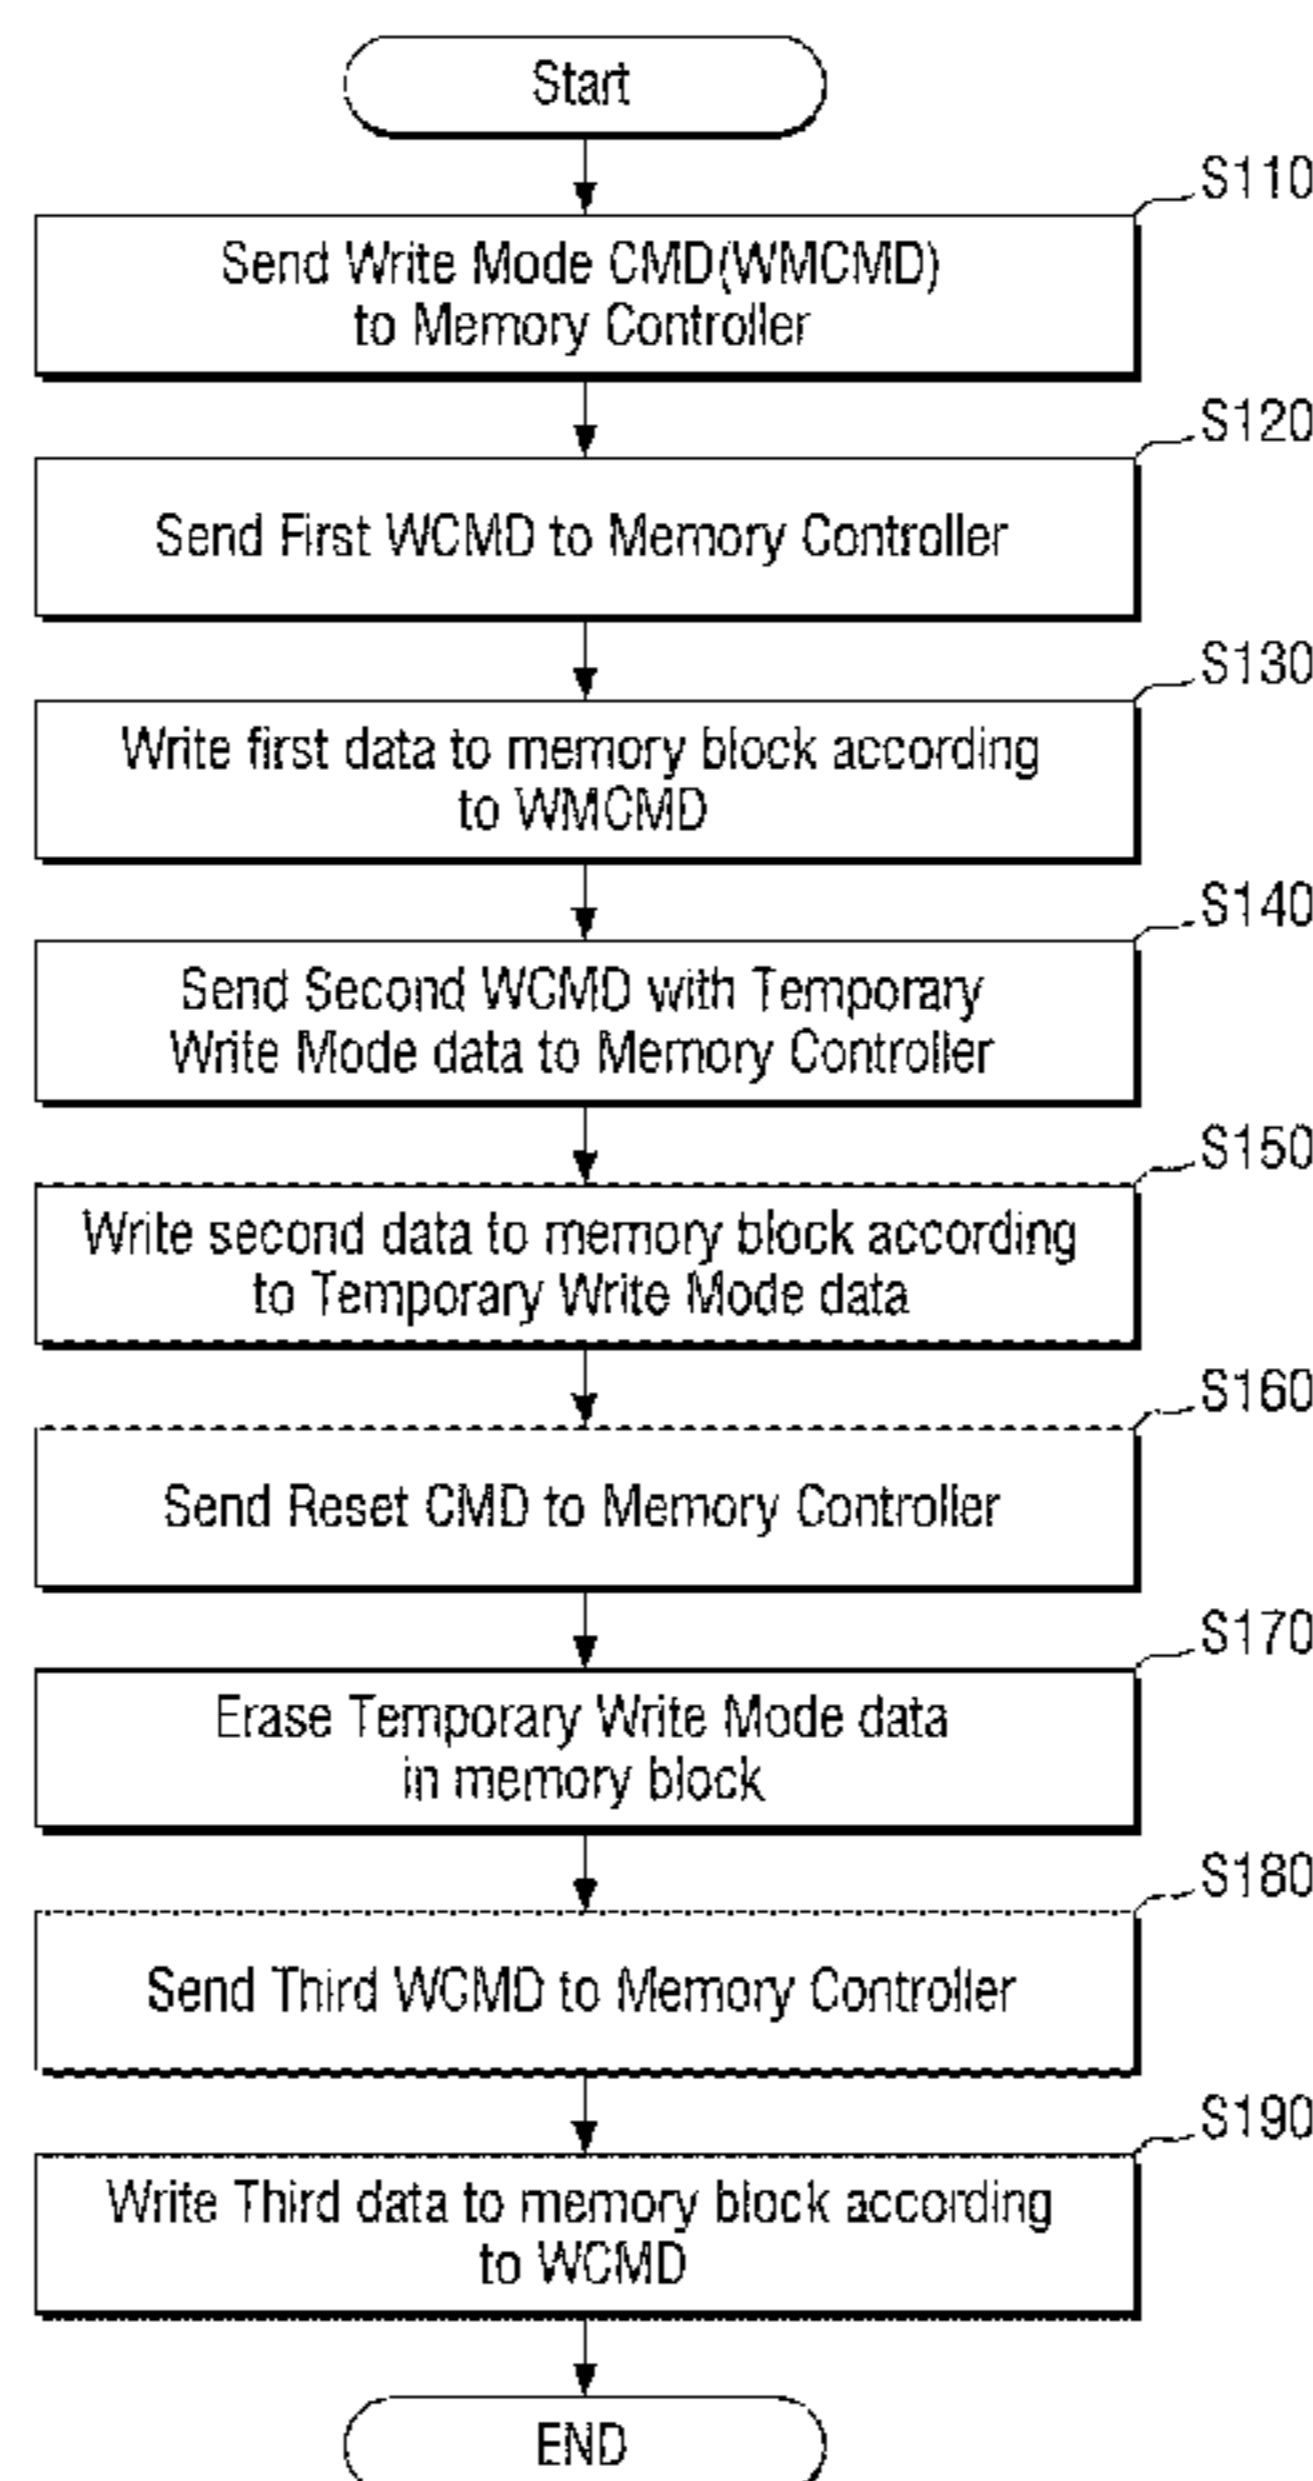 Start
S110
Send Write Mode CMD(WMCMD)
to Memory Controller
S120
Send First WCMD to Memory Controller
S130
Write first data to memory block according
to WMCMD
S140
Send Second WCMD with Temporary
Write Mode data to Memory Controller
S150
Write second data to memory block according
to Temporary Write Mode data
S160
Send Reset CMD to Memory Controller
S170
Erase Temporary Write Mode data
in memory block
S180
Send Third WCMD to Memory Controller
S190
Write Third data to memory block according
to WCMD
END